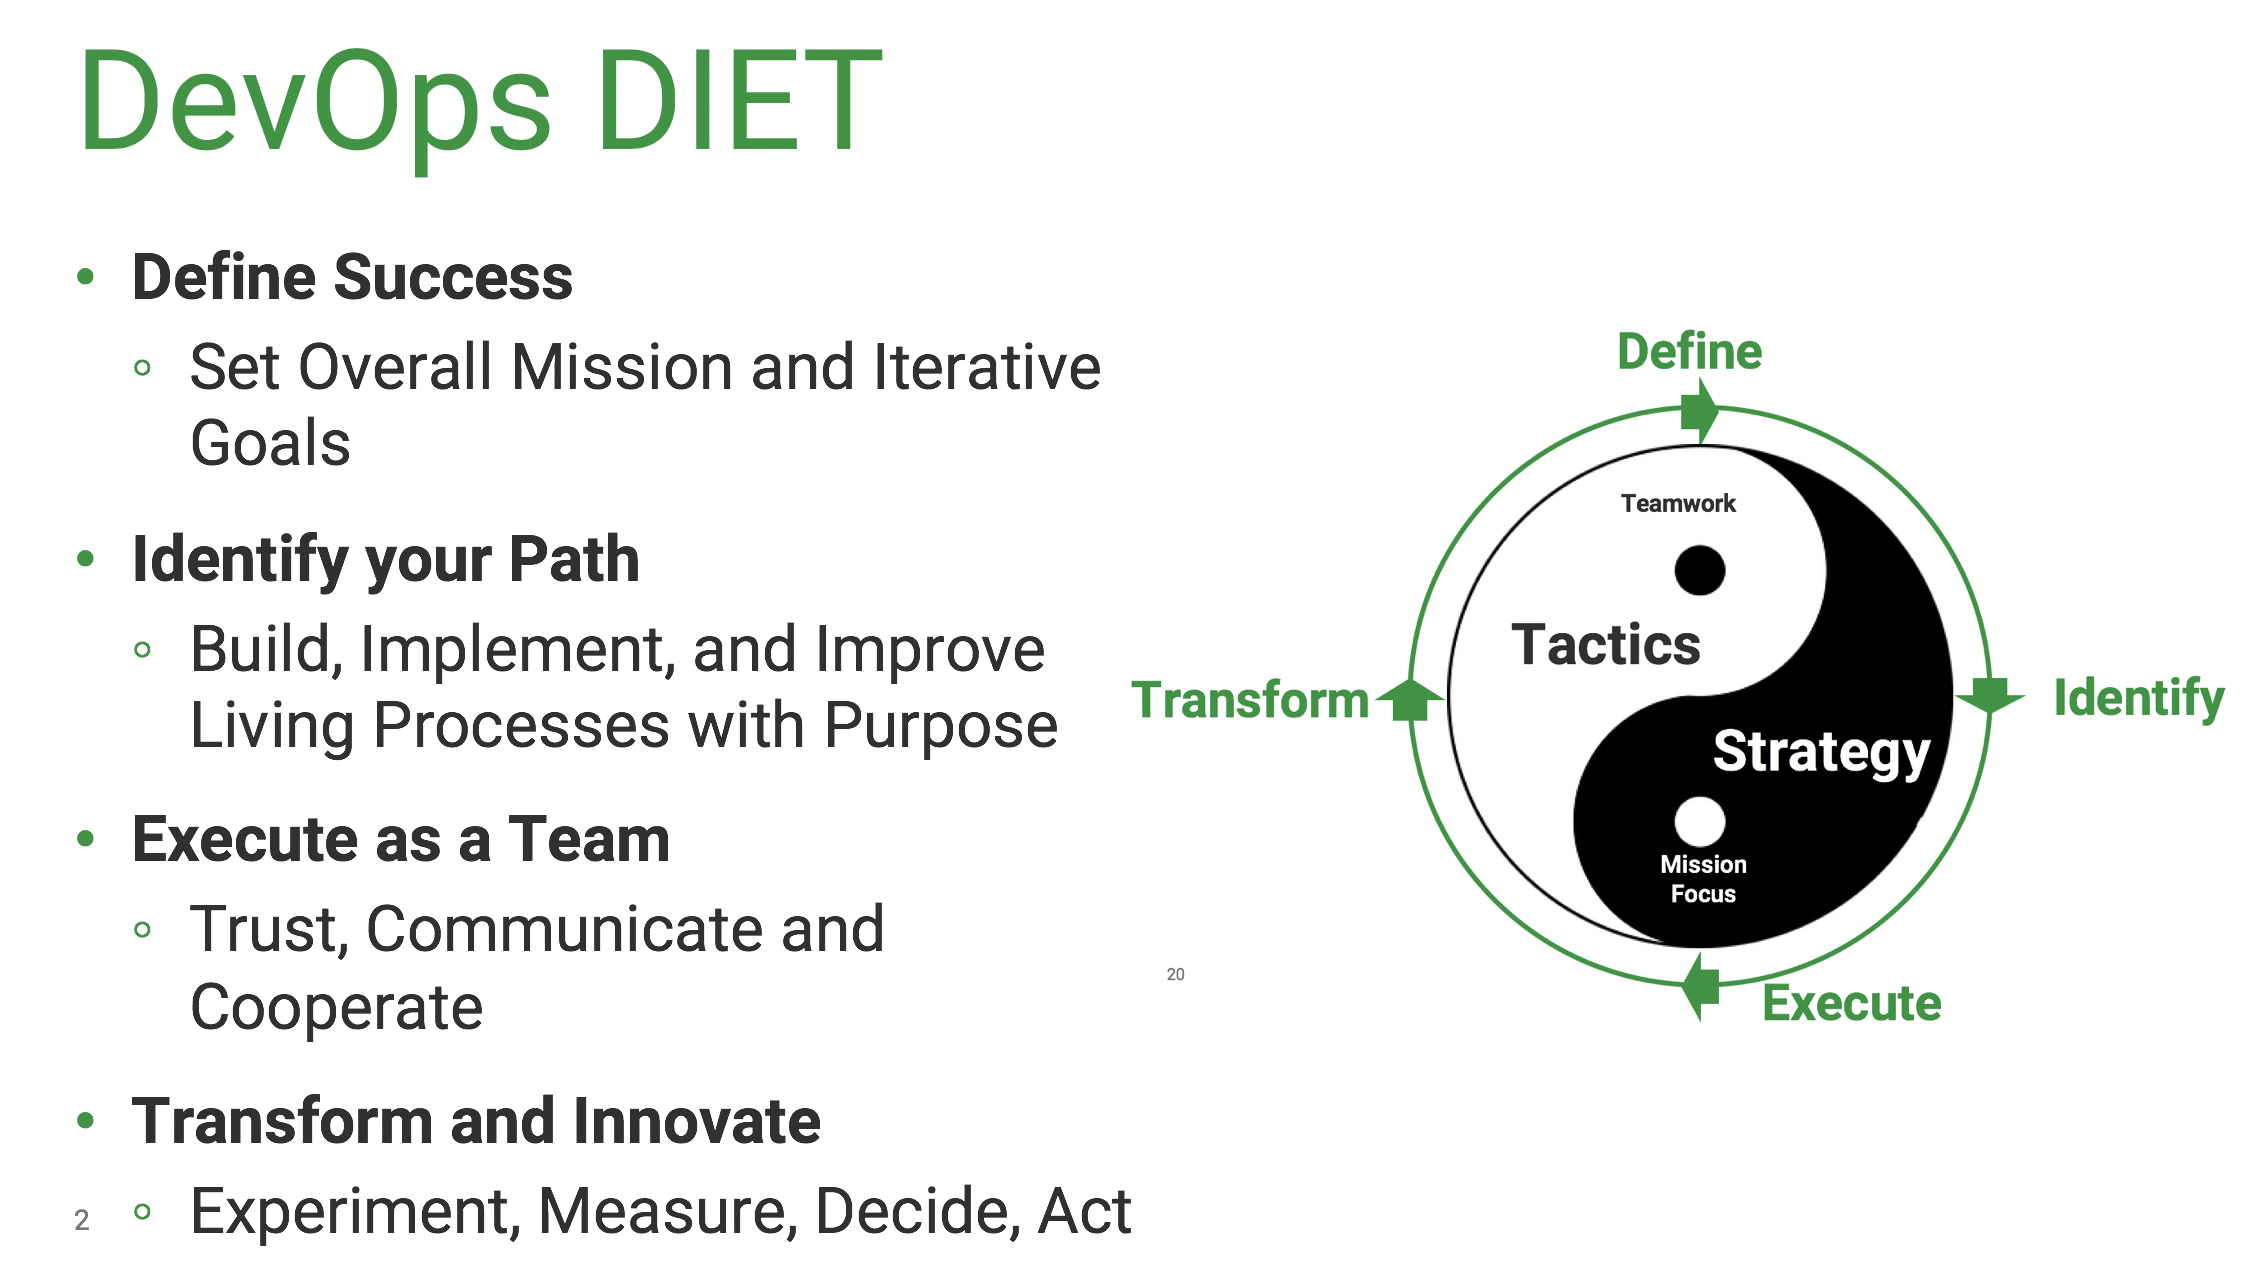 DevOps DIET
• Define Success
◦ Set Overall Mission and Iterative
Goals
• Identify your Path
◦ Build, Implement, and Improve
Living Processes with Purpose
• Execute as a Team
◦ Trust, Communicate and
Cooperate
• Transform and Innovate
◦ Experiment, Measure, Decide, Act
2
Define
Teamwork
Tactics
Transform
Identify
Strategy
Mission
Focus
20
Execute